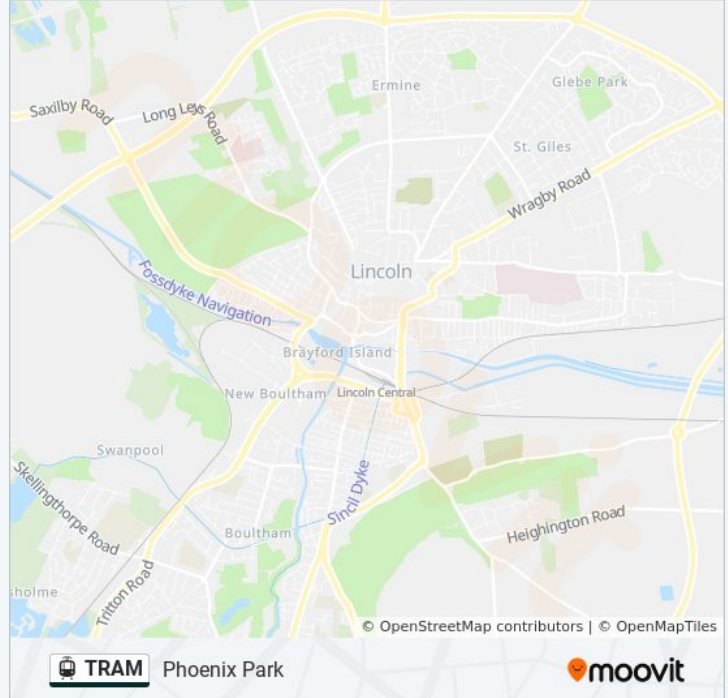 Ermine
Glebe Park
Saxilby Road
Long Leys Road
St. Giles
Wragby Road
Lincoln
Fossdyke Navigation
Brayford Island
New Boultham
Lincoln Central
Swanpool
Skellingthorpe Road
Sincil Dyke
Heighington Road
Boultham
sholme
Tritton Road
© OpenStreetMap contributors | © OpenMapTiles
TRAM Phoenix Park moovit